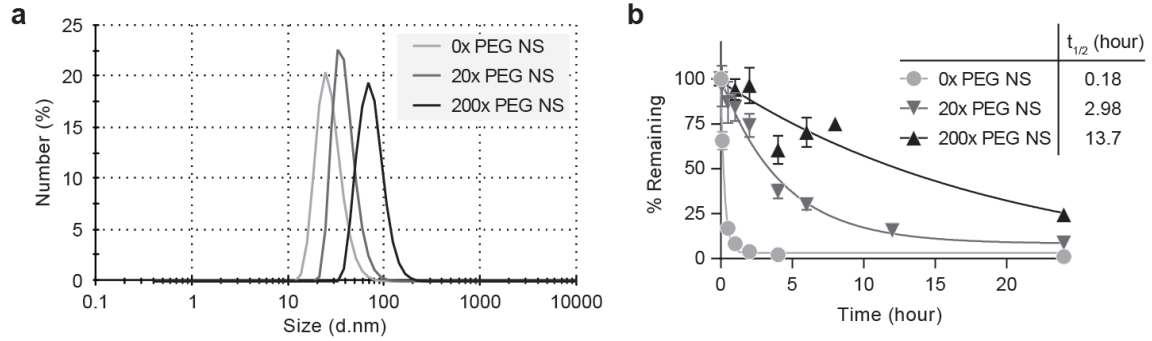 a
25
20
15
10
5
0
Number (%)
0.1 1 10 100 1000 10000
Size (d.nm)
0x PEG NS
20x PEG NS
200x PEG NS
b
100
75
50
25
0
% Remaining
0 5 10 15 20
Time (hour)
t1/2 (hour)
0x PEG NS 0.18
20x PEG NS 2.98
200x PEG NS 13.7